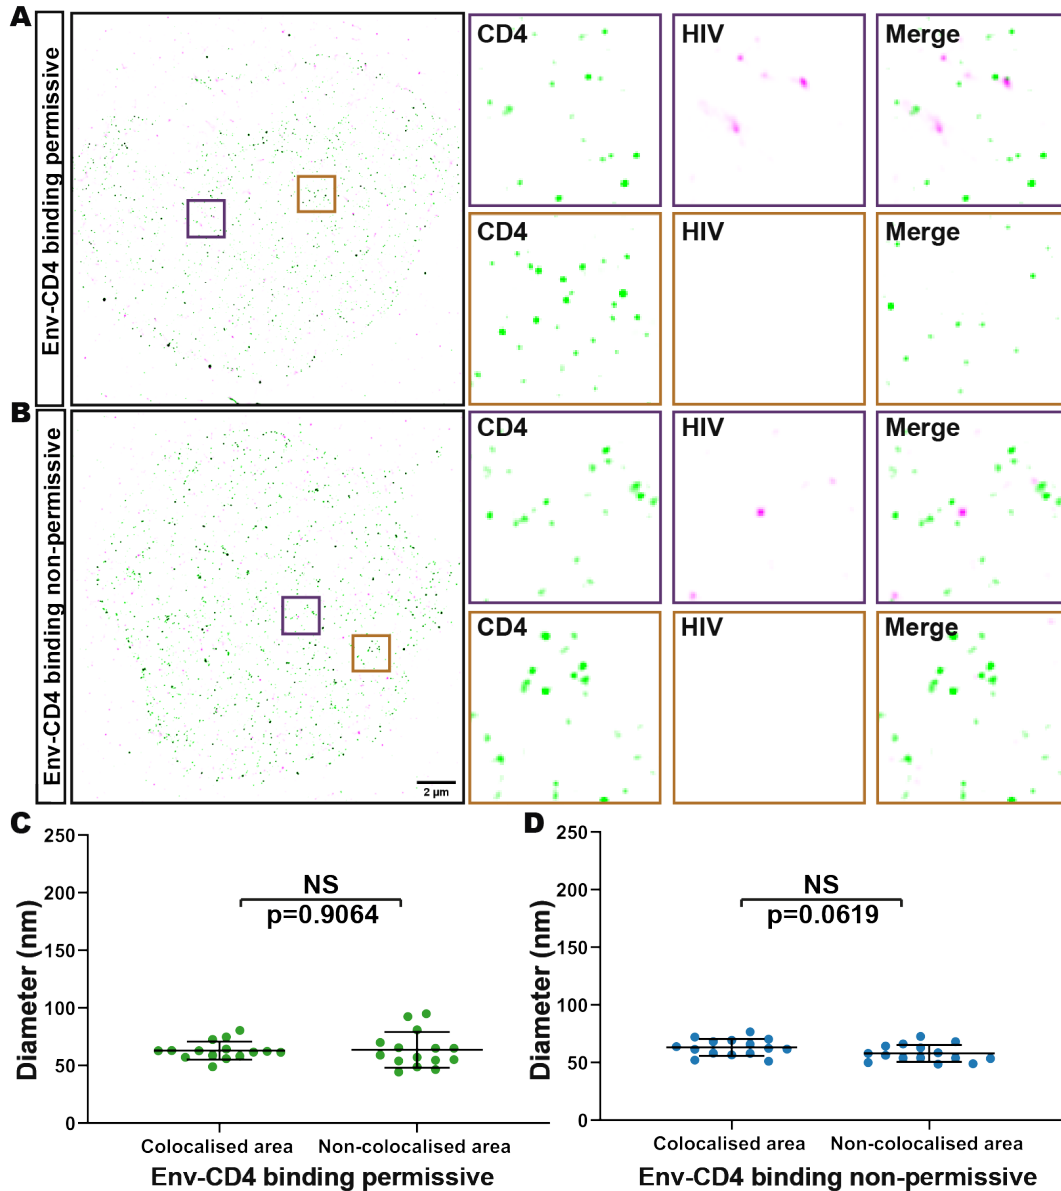 A
Env-CD4 binding permissive
CD4
HIV
Merge
CD4
HIV
Merge
B
Env-CD4 binding non-permissive
2 μm
CD4
HIV
Merge
CD4
HIV
Merge
C
Diameter (nm)
250
200
150
100
50
0
NS
p=0.9064
Colocalised area
Non-colocalised area
Env-CD4 binding permissive
D
Diameter (nm)
250
200
150
100
50
0
NS
p=0.0619
Colocalised area
Non-colocalised area
Env-CD4 binding non-permissive